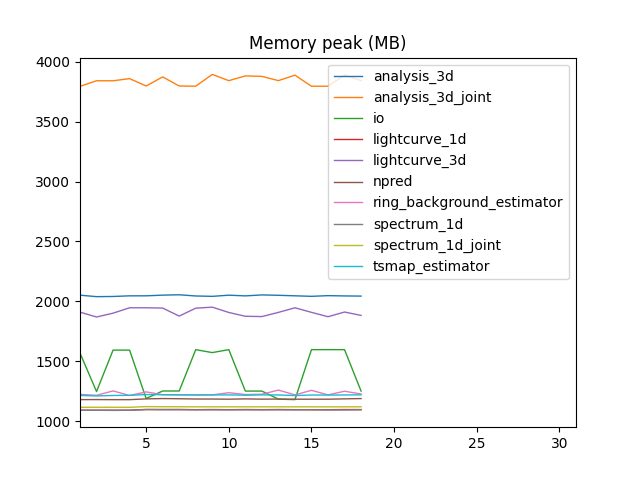 Memory peak (MB)
4000
3500
3000
2500
2000
1500
1000
5
10
15
20
25
30
analysis_3d
analysis_3d_joint
io
lightcurve_1d
lightcurve_3d
npred
ring_background_estimator
spectrum_1d
spectrum_1d_joint
tsmap_estimator